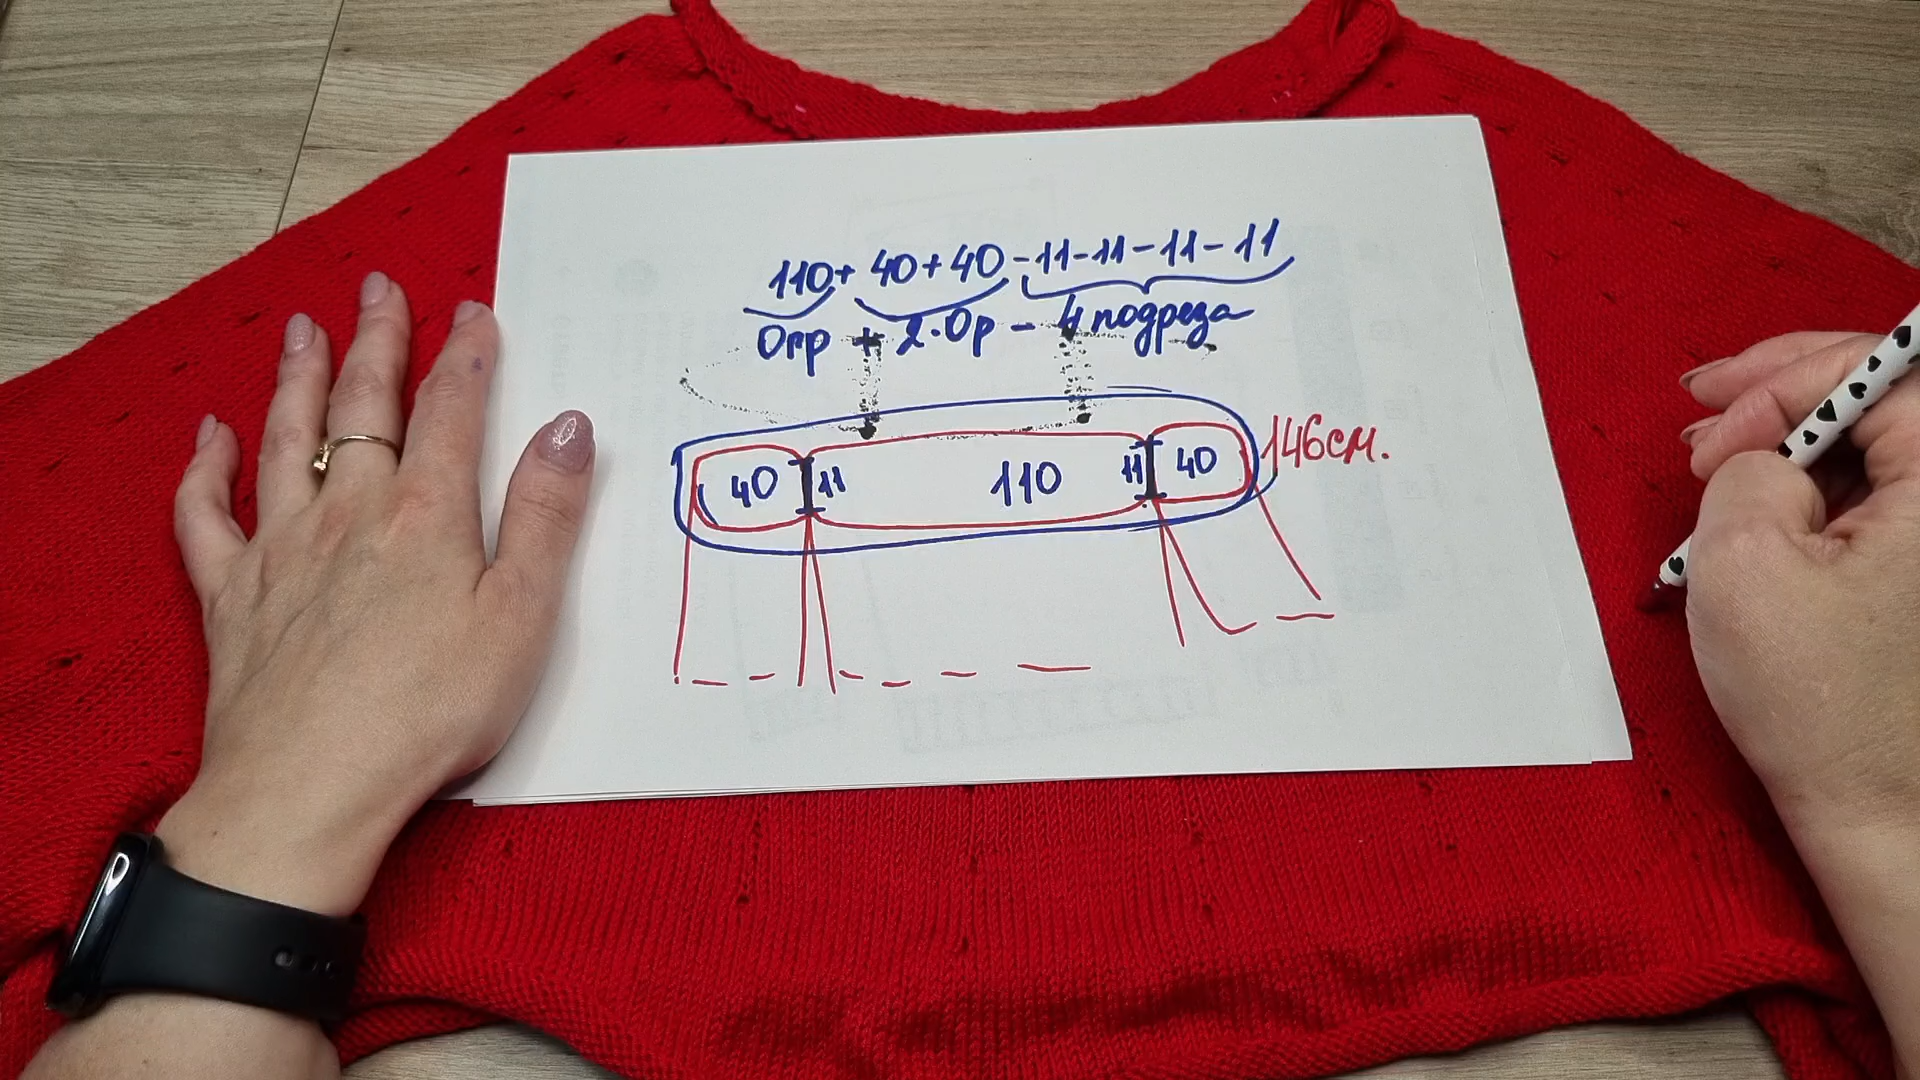 110+ 40+40-11-11-11-11
Огр + 2·Ор - 4 подреза
40 11 110 11 40 146см.